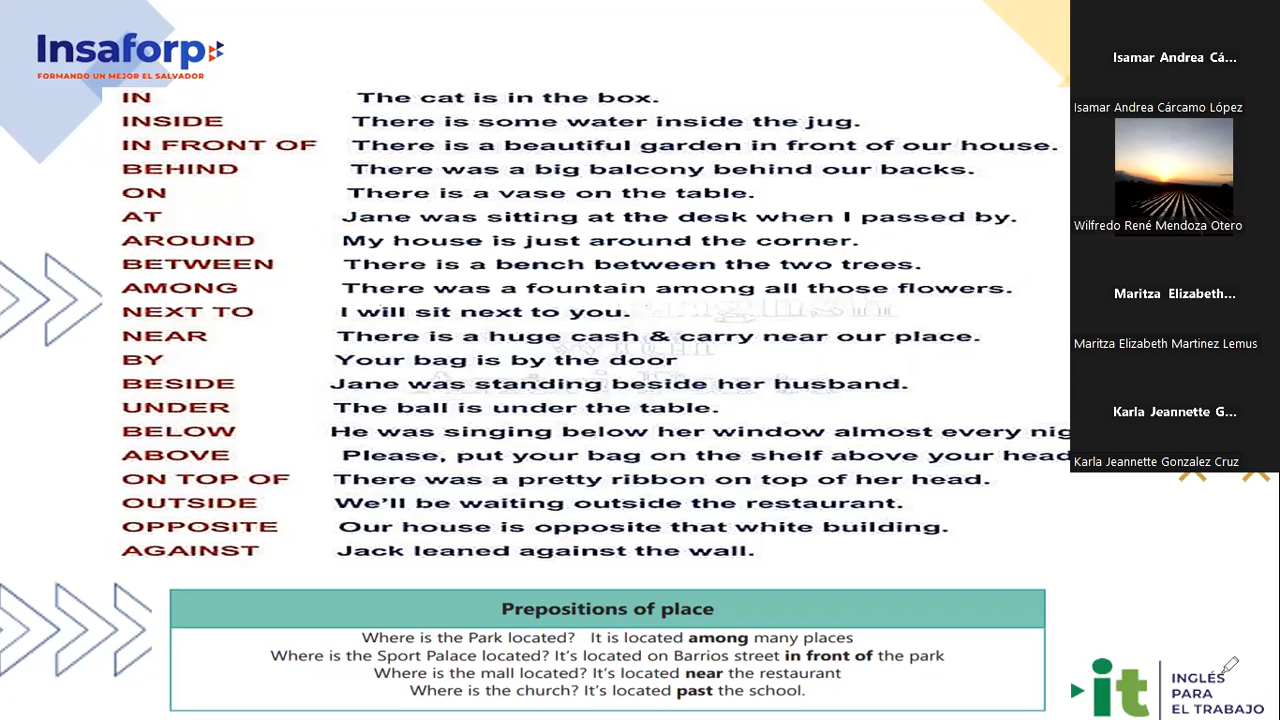 Insaforp
FORMANDO UN MEJOR EL SALVADOR
IN The cat is in the box.
INSIDE There is some water inside the jug.
IN FRONT OF There is a beautiful garden in front of our house.
BEHIND There was a big balcony behind our backs.
ON There is a vase on the table.
AT Jane was sitting at the desk when I passed by.
AROUND My house is just around the corner.
BETWEEN There is a bench between the two trees.
AMONG There was a fountain among all those flowers.
NEXT TO I will sit next to you.
NEAR There is a huge cash & carry near our place.
BY Your bag is by the door
BESIDE Jane was standing beside her husband.
UNDER The ball is under the table.
BELOW He was singing below her window almost every nig
ABOVE Please, put your bag on the shelf above your head
ON TOP OF There was a pretty ribbon on top of her head.
OUTSIDE We'll be waiting outside the restaurant.
OPPOSITE Our house is opposite that white building.
AGAINST Jack leaned against the wall.
Prepositions of place
Where is the Park located? It is located among many places
Where is the Sport Palace located? It's located on Barrios street in front of the park
Where is the mall located? It's located near the restaurant
Where is the church? It's located past the school.
Isamar Andrea Cá...
Isamar Andrea Cárcamo López
Wilfredo René Mendoza Otero
Maritza Elizabeth...
Maritza Elizabeth Martinez Lemus
Karla Jeannette G...
Karla Jeannette Gonzalez Cruz
it
INGLÉS
PARA
EL TRABAJO